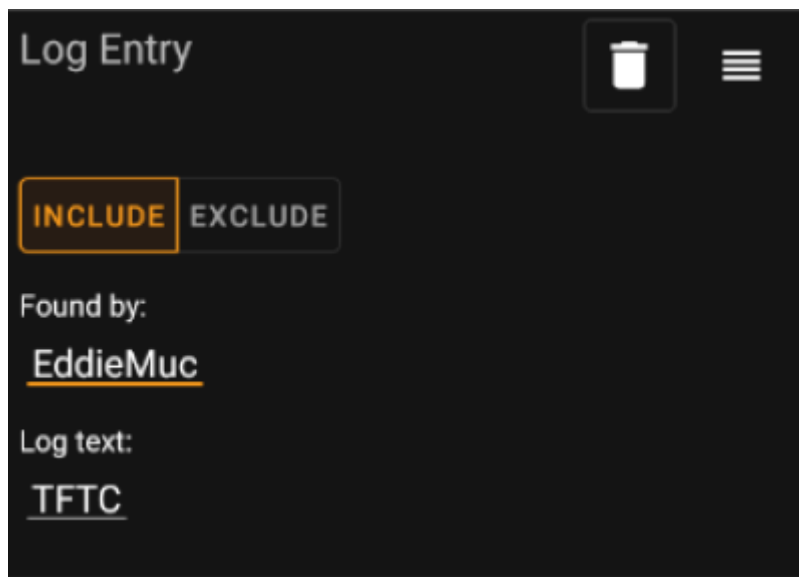 Log Entry
INCLUDE EXCLUDE
Found by:
EddieMuc
Log text:
TFTC